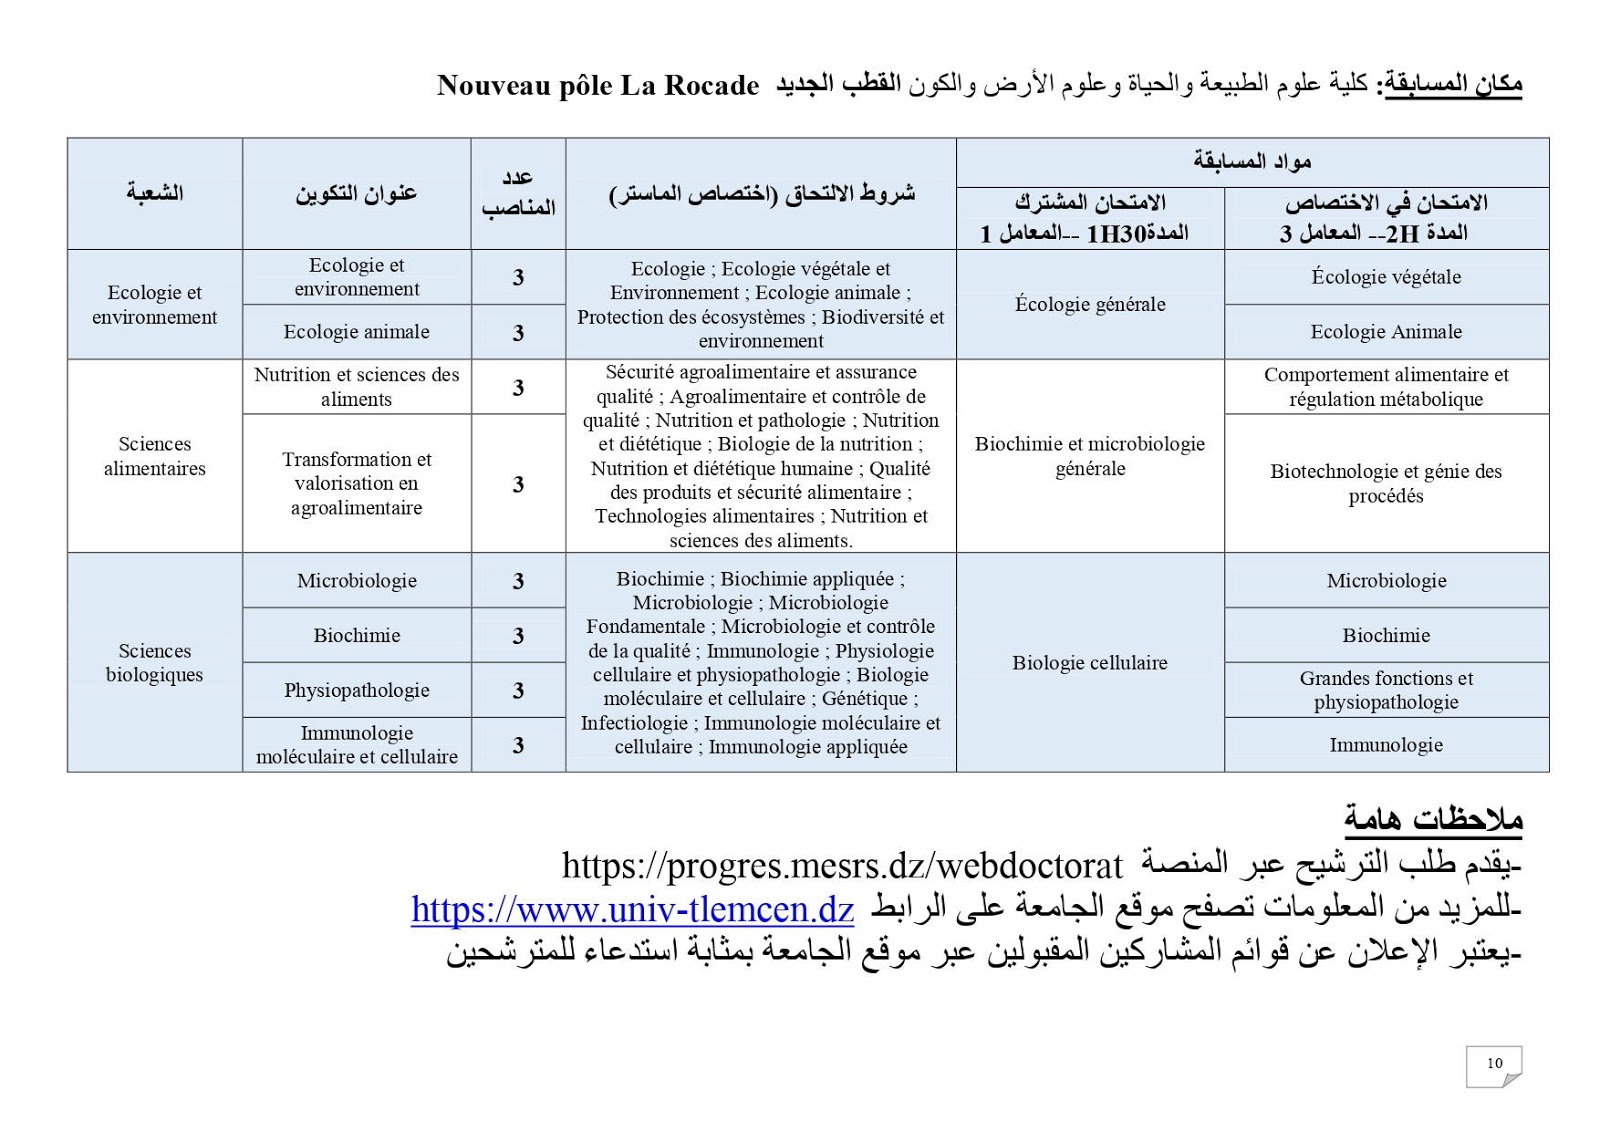 مكان المسابقة: كلية علوم الطبيعة والحياة وعلوم الأرض والكون القطب الجديد Nouveau pôle La Rocade
الشعبة
عنوان التكوين
عدد
المناصب
شروط الالتحاق (اختصاص الماستر)
مواد المسابقة
الامتحان المشترك
المدة1H30 --المعامل 1
الامتحان في الاختصاص
المدة 2H-- المعامل 3
Ecologie et
environnement
Ecologie et
environnement
3
Ecologie ; Ecologie végétale et
Environnement ; Ecologie animale ;
Protection des écosystèmes ; Biodiversité et
environnement
Écologie générale
Écologie végétale
Ecologie animale
3
Ecologie Animale
Sciences
alimentaires
Nutrition et sciences des
aliments
3
Sécurité agroalimentaire et assurance
qualité ; Agroalimentaire et contrôle de
qualité ; Nutrition et pathologie ; Nutrition
et diététique ; Biologie de la nutrition ;
Nutrition et diététique humaine ; Qualité
des produits et sécurité alimentaire ;
Technologies alimentaires ; Nutrition et
sciences des aliments.
Biochimie et microbiologie
générale
Comportement alimentaire et
régulation métabolique
Transformation et
valorisation en
agroalimentaire
3
Biotechnologie et génie des
procédés
Sciences
biologiques
Microbiologie
3
Biochimie ; Biochimie appliquée ;
Microbiologie ; Microbiologie
Fondamentale ; Microbiologie et contrôle
de la qualité ; Immunologie ; Physiologie
cellulaire et physiopathologie ; Biologie
moléculaire et cellulaire ; Génétique ;
Infectiologie ; Immunologie moléculaire et
cellulaire ; Immunologie appliquée
Biologie cellulaire
Microbiologie
Biochimie
3
Biochimie
Physiopathologie
3
Grandes fonctions et
physiopathologie
Immunologie
moléculaire et cellulaire
3
Immunologie
ملاحظات هامة
-يقدم طلب الترشيح عبر المنصة https://progres.mesrs.dz/webdoctorat
-للمزيد من المعلومات تصفح موقع الجامعة على الرابط https://www.univ-tlemcen.dz
-يعتبر الإعلان عن قوائم المشاركين المقبولين عبر موقع الجامعة بمثابة استدعاء للمترشحين
10